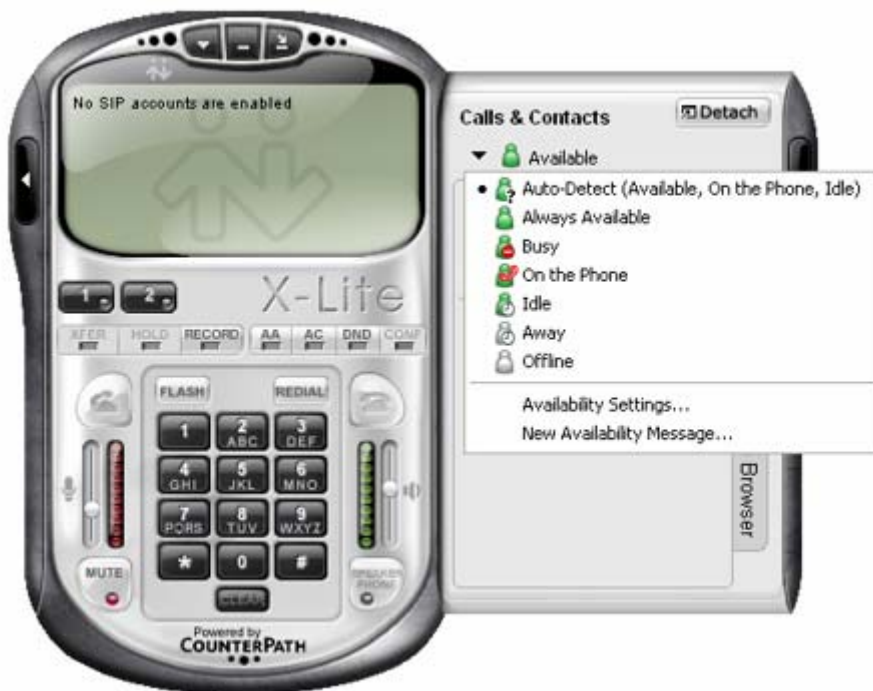 No SIP accounts are enabled
Calls & Contacts
Detach
Available
Auto-Detect (Available, On the Phone, Idle)
Always Available
Busy
On the Phone
Idle
Away
Offline
Availability Settings...
New Availability Message...
Browser
1 2 X-Lite
XFER HOLD RECORD AA AC DND CONF
FLASH REDIAL
1 2 3
ABC DEF
4 5 6
GHI JKL MNO
7 8 9
PQRS TUV WXYZ
* 0 #
CLEAR
MUTE
SPEAKER
PHONE
Powered by
COUNTERPATH